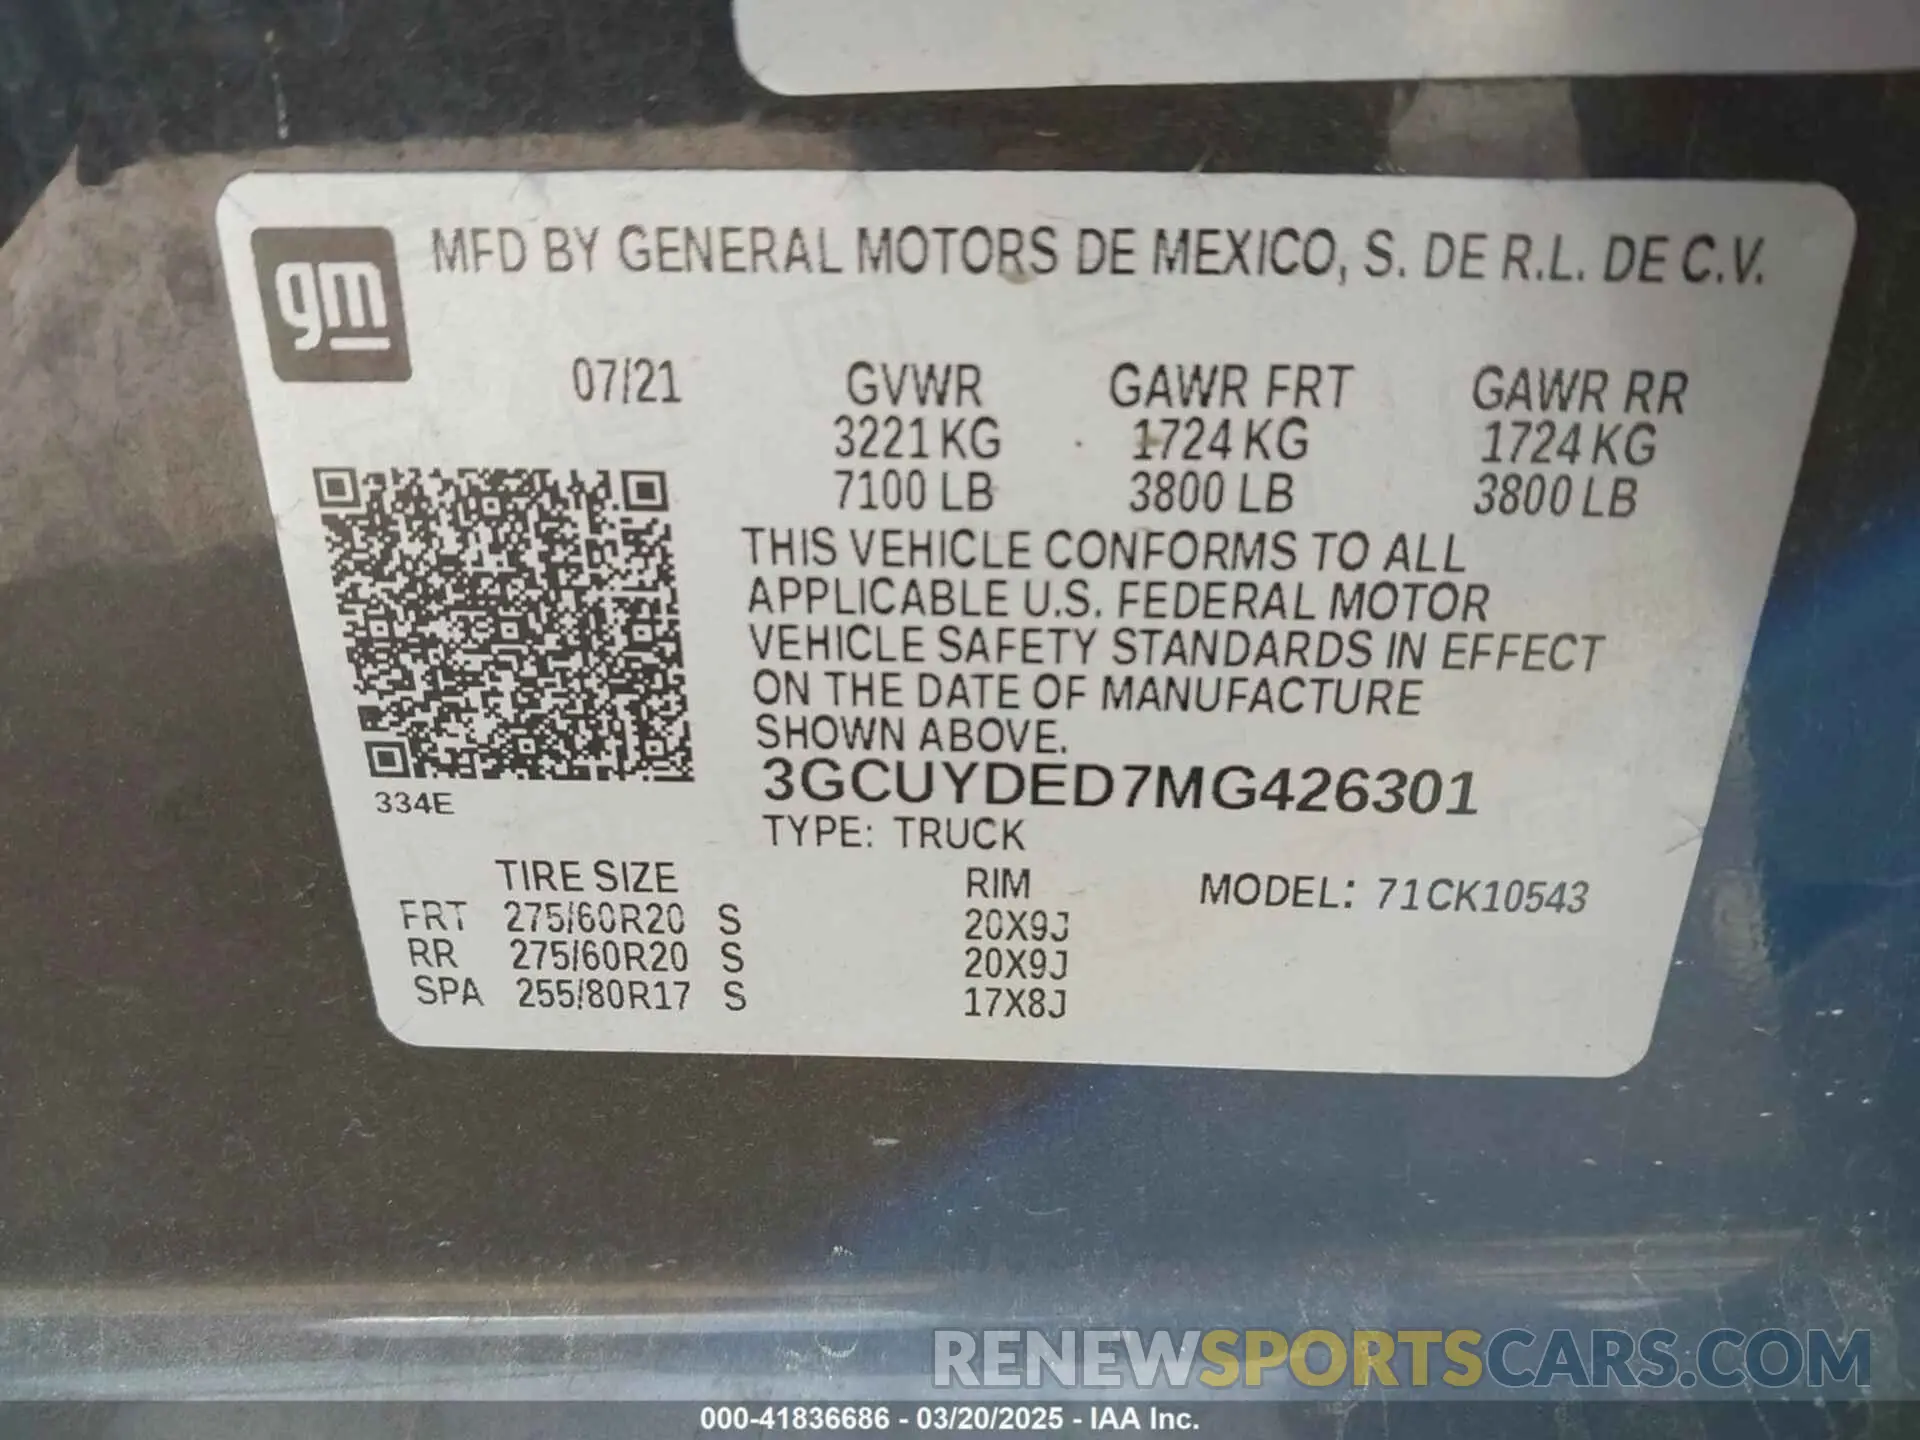 gm
MFD BY GENERAL MOTORS DE MEXICO, S. DE R.L. DE C.V.
07/21 GVWR GAWR FRT GAWR RR
3221 KG 1724 KG 1724 KG
7100 LB 3800 LB 3800 LB
THIS VEHICLE CONFORMS TO ALL
APPLICABLE U.S. FEDERAL MOTOR
VEHICLE SAFETY STANDARDS IN EFFECT
ON THE DATE OF MANUFACTURE
SHOWN ABOVE.
3GCUYDED7MG426301
334E
TYPE: TRUCK
TIRE SIZE RIM MODEL: 71CK10543
FRT 275/60R20 S 20X9J
RR 275/60R20 S 20X9J
SPA 255/80R17 S 17X8J
RENEWSPORTSCARS.COM
000-41836686 - 03/20/2025 - IAA Inc.